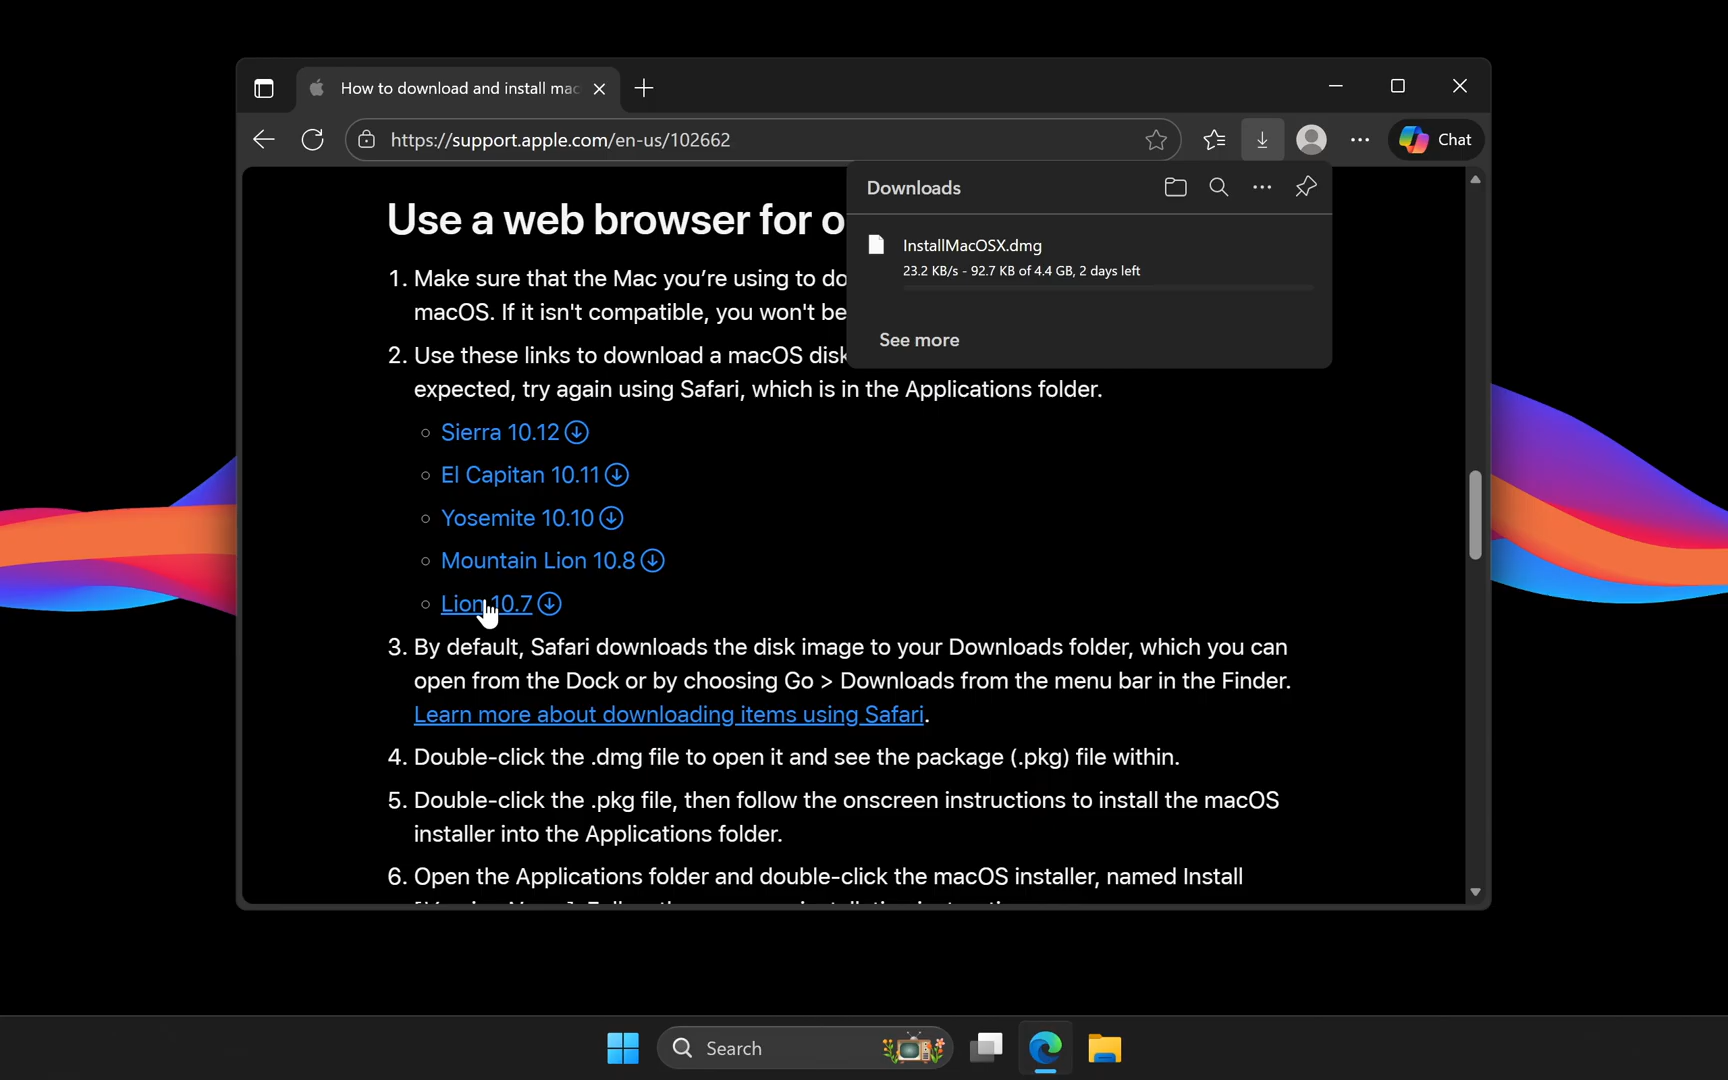 How to download and install mac
https://support.apple.com/en-us/102662
Chat
Downloads
InstallMacOSX.dmg
23.2 KB/s - 92.7 KB of 4.4 GB, 2 days left
See more
Use a web browser for o
1. Make sure that the Mac you’re using to do
macOS. If it isn't compatible, you won't be
2. Use these links to download a macOS disk
expected, try again using Safari, which is in the Applications folder.
Sierra 10.12
El Capitan 10.11
Yosemite 10.10
Mountain Lion 10.8
Lion 10.7
3. By default, Safari downloads the disk image to your Downloads folder, which you can
open from the Dock or by choosing Go > Downloads from the menu bar in the Finder.
Learn more about downloading items using Safari.
4. Double-click the .dmg file to open it and see the package (.pkg) file within.
5. Double-click the .pkg file, then follow the onscreen instructions to install the macOS
installer into the Applications folder.
6. Open the Applications folder and double-click the macOS installer, named Install
Search